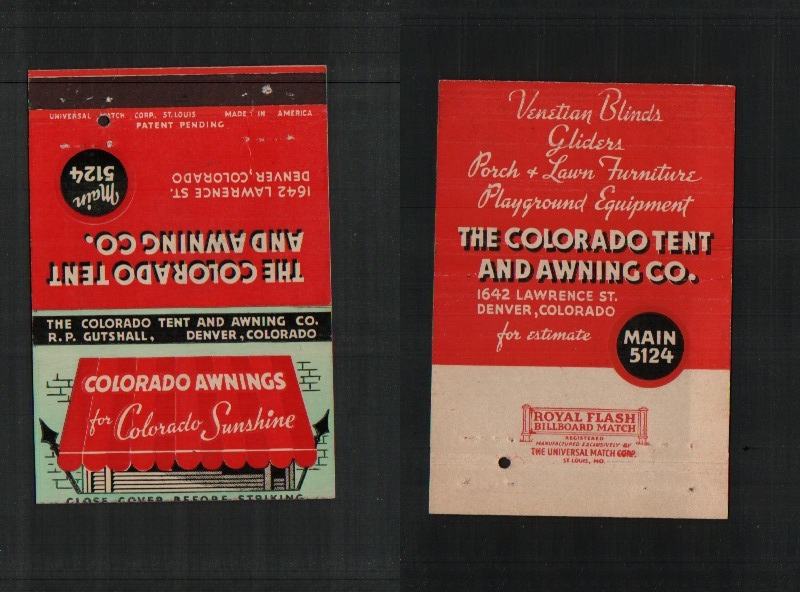 UNIVERSAL MATCH CORP., ST. LOUIS MADE IN AMERICA
PATENT PENDING
THE COLORADO TENT
AND AWNING CO.
1642 LAWRENCE ST.
DENVER, COLORADO
Main
5124
THE COLORADO TENT AND AWNING CO.
R.P. GUTSHALL, DENVER, COLORADO
COLORADO AWNINGS
for Colorado Sunshine
CLOSE COVER BEFORE STRIKING
Venetian Blinds
Gliders
Porch & Lawn Furniture
Playground Equipment
THE COLORADO TENT
AND AWNING CO.
1642 LAWRENCE ST.
DENVER, COLORADO
for estimate
MAIN
5124
ROYAL FLASH
BILLBOARD MATCH
REGISTERED
MANUFACTURED EXCLUSIVELY BY
THE UNIVERSAL MATCH CORP.
ST. LOUIS, MO.